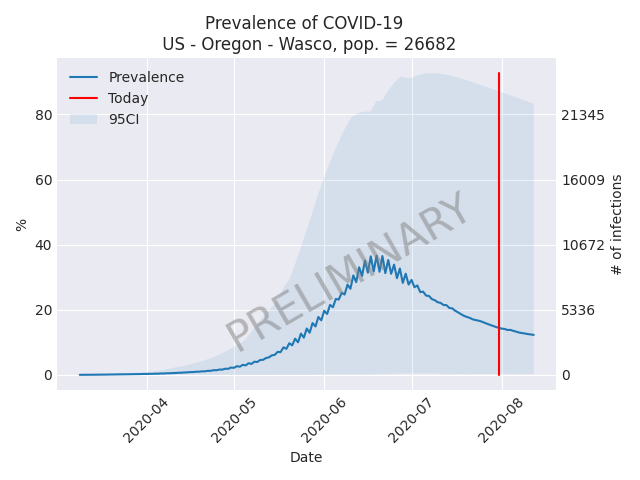 Prevalence of COVID-19
US - Oregon - Wasco, pop. = 26682
Prevalence
Today
95CI
80
60
40
20
0
%
21345
16009
10672
5336
0
# of infections
PRELIMINARY
2020-04
2020-05
2020-06
2020-07
2020-08
Date